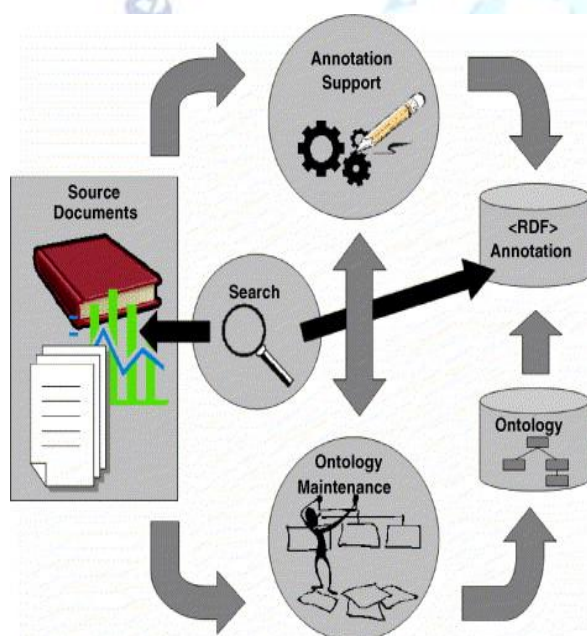 Annotation
Support
Source
Documents
<RDF>
Annotation
Search
Ontology
Ontology
Maintenance